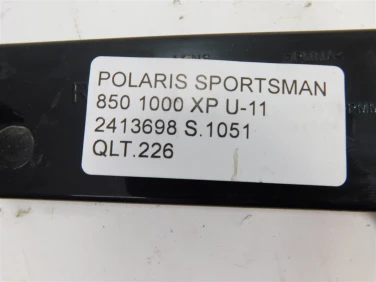 POLARIS SPORTSMAN
850 1000 XP U-11
2413698 S.1051
QLT.226